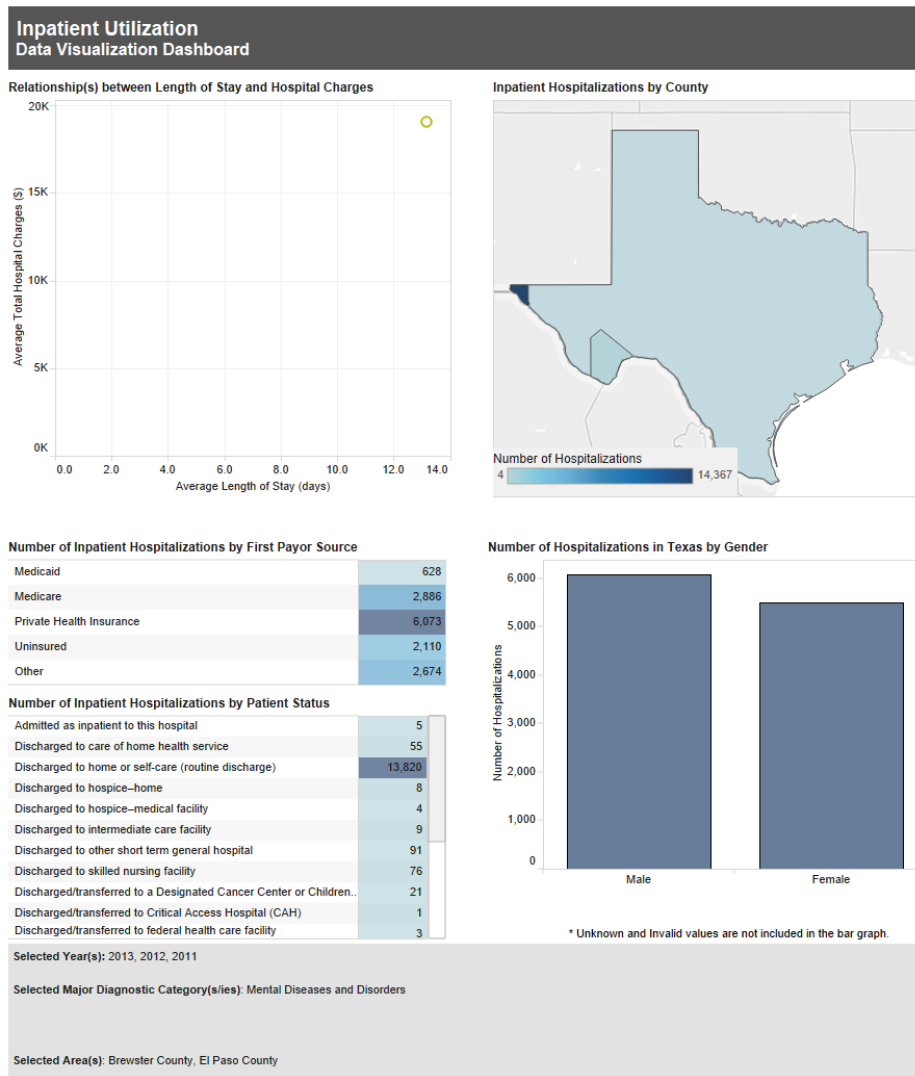 Inpatient Utilization
Data Visualization Dashboard
Relationship(s) between Length of Stay and Hospital Charges
20K
15K
10K
5K
0K
Average Total Hospital Charges ($)
0.0 2.0 4.0 6.0 8.0 10.0 12.0 14.0
Average Length of Stay (days)
Inpatient Hospitalizations by County
Number of Hospitalizations
4 14,367
Number of Inpatient Hospitalizations by First Payor Source
Medicaid 628
Medicare 2,886
Private Health Insurance 6,073
Uninsured 2,110
Other 2,674
Number of Inpatient Hospitalizations by Patient Status
Admitted as inpatient to this hospital 5
Discharged to care of home health service 55
Discharged to home or self-care (routine discharge) 13,820
Discharged to hospice–home 8
Discharged to hospice–medical facility 4
Discharged to intermediate care facility 9
Discharged to other short term general hospital 91
Discharged to skilled nursing facility 76
Discharged/transferred to a Designated Cancer Center or Children.. 21
Discharged/transferred to Critical Access Hospital (CAH) 1
Discharged/transferred to federal health care facility 3
Number of Hospitalizations in Texas by Gender
6,000
5,000
4,000
3,000
2,000
1,000
0
Number of Hospitalizations
Male Female
* Unknown and Invalid values are not included in the bar graph.
Selected Year(s): 2013, 2012, 2011
Selected Major Diagnostic Category(s/ies): Mental Diseases and Disorders
Selected Area(s): Brewster County, El Paso County